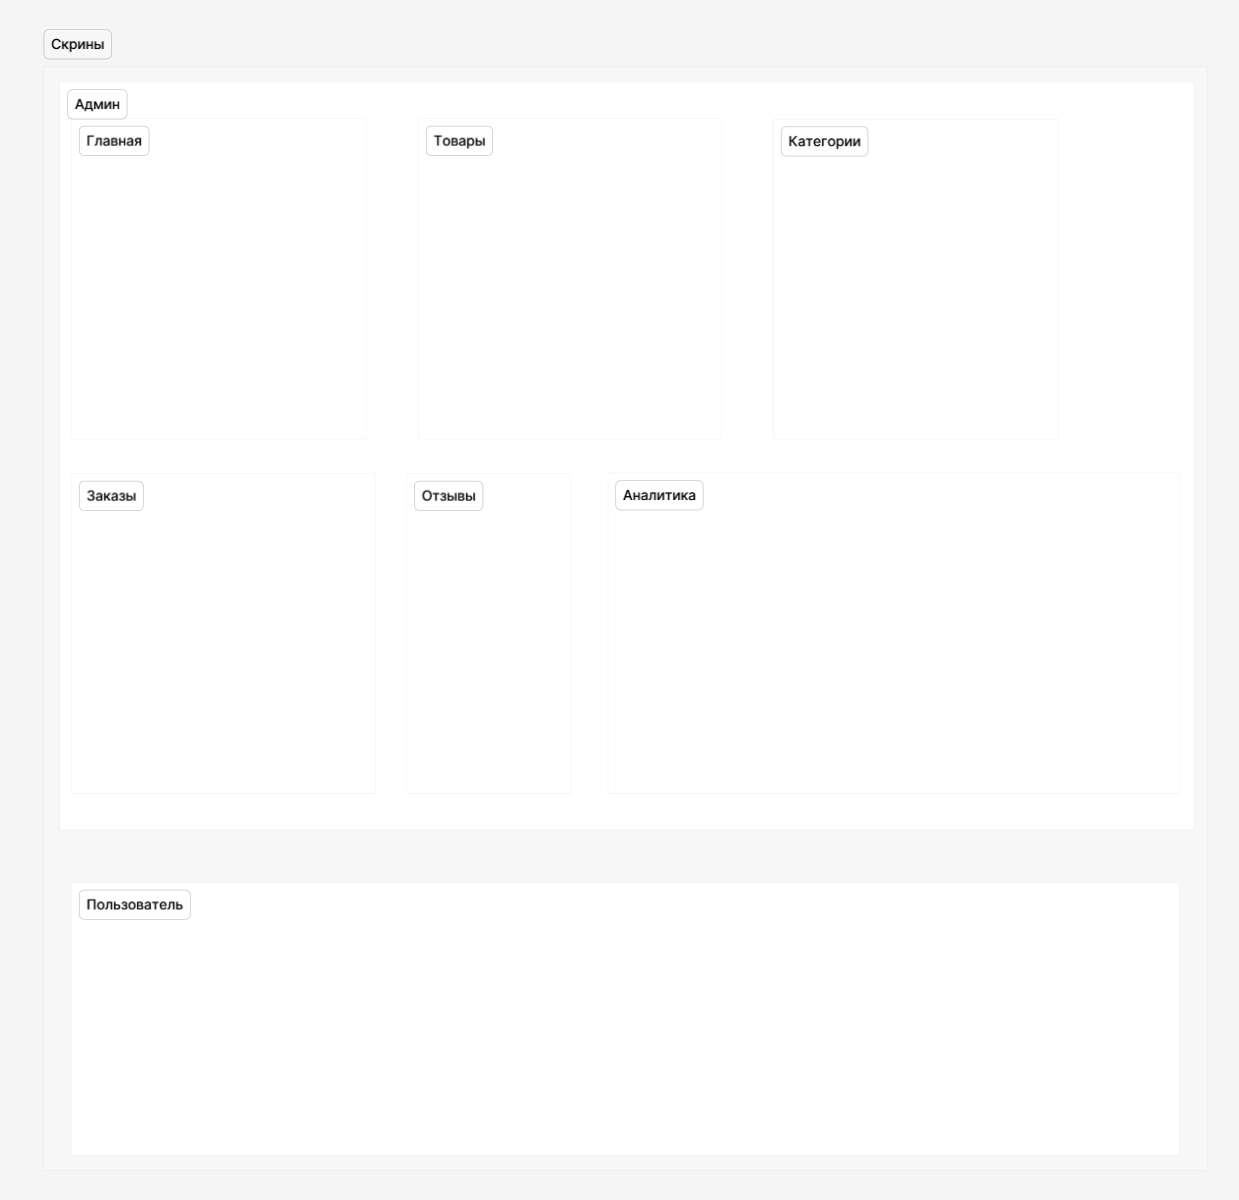 Скрины
Админ
Главная
Товары
Категории
Заказы
Отзывы
Аналитика
Пользователь